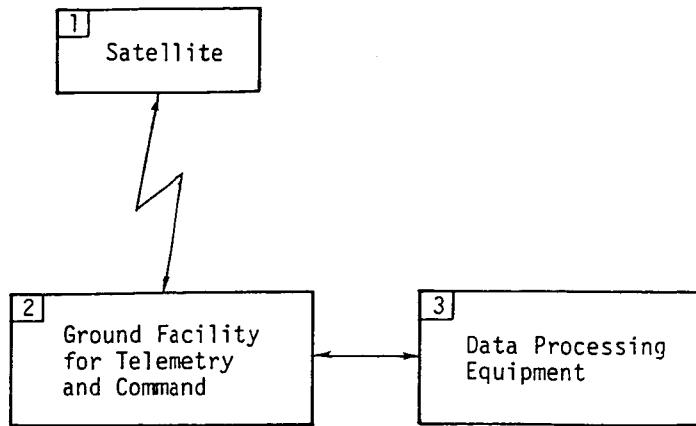 1
Satellite
2
Ground Facility
for Telemetry
and Command
3
Data Processing
Equipment